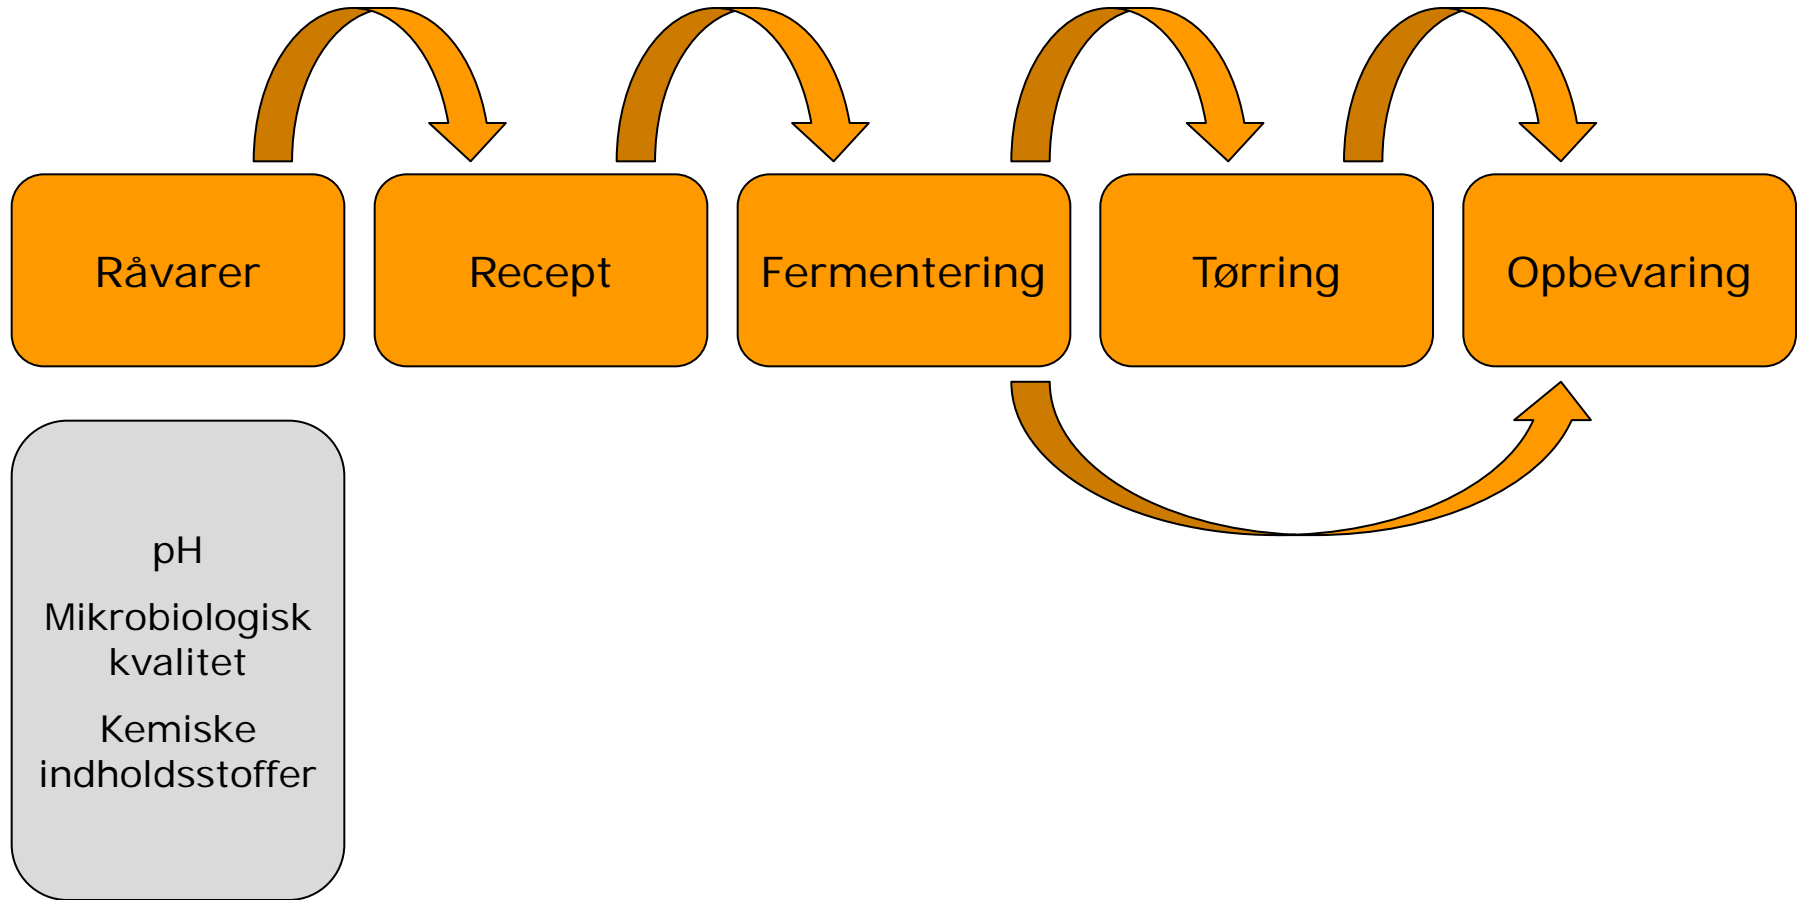 Råvarer
Recept
Fermentering
Tørring
Opbevaring
pH
Mikrobiologisk
kvalitet
Kemiske
indholdsstoffer